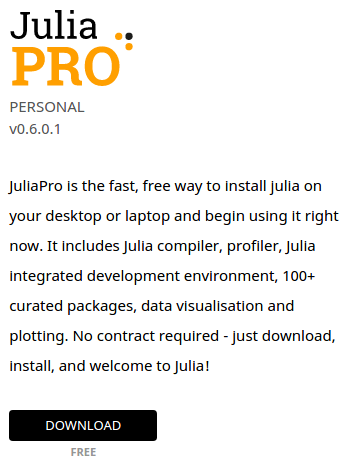 Julia
PRO
PERSONAL
v0.6.0.1
JuliaPro is the fast, free way to install julia on
your desktop or laptop and begin using it right
now. It includes Julia compiler, profiler, Julia
integrated development environment, 100+
curated packages, data visualisation and
plotting. No contract required - just download,
install, and welcome to Julia!
DOWNLOAD
FREE